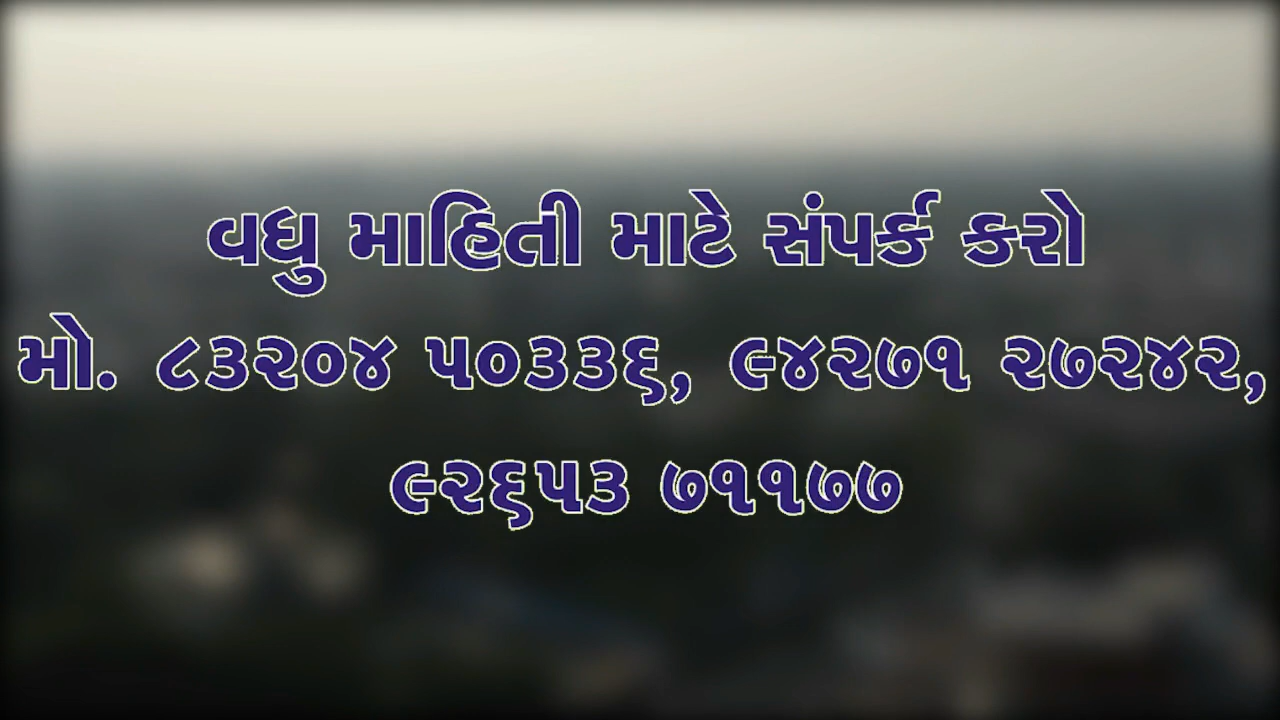 વધુ માહિતી માટે સંપર્ક કરો
મો. ૮૩૨૦૪ ૫૦૩૩૬, ૯૪૨૭૧ ૨૭૨૪૨,
૯૨૬૫૩ ૭૧૧૭૭